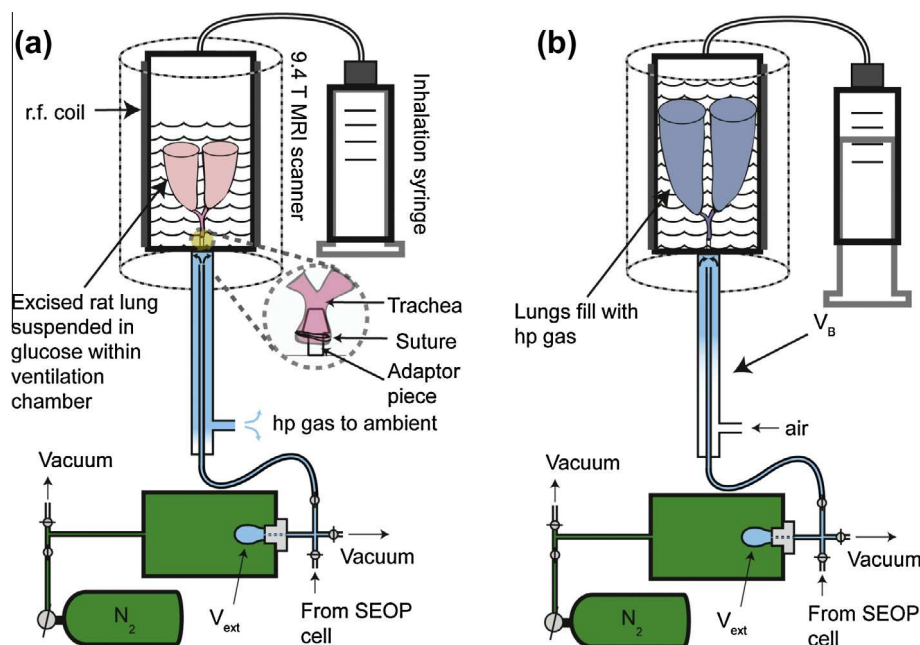 (a)
r.f. coil
9.4 T MRI scanner
Inhalation syringe
Excised rat lung
suspended in
glucose within
ventilation
chamber
Trachea
Suture
Adaptor
piece
hp gas to ambient
Vacuum
Vacuum
N2
Vext
From SEOP
cell
(b)
Lungs fill with
hp gas
VB
air
Vacuum
Vacuum
N2
Vext
From SEOP
cell